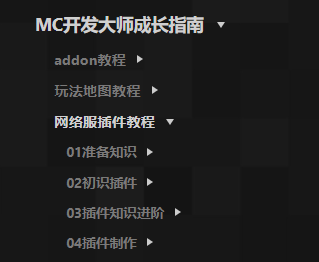 MC开发大师成长指南
addon教程
玩法地图教程
网络服插件教程
01准备知识
02初识插件
03插件知识进阶
04插件制作